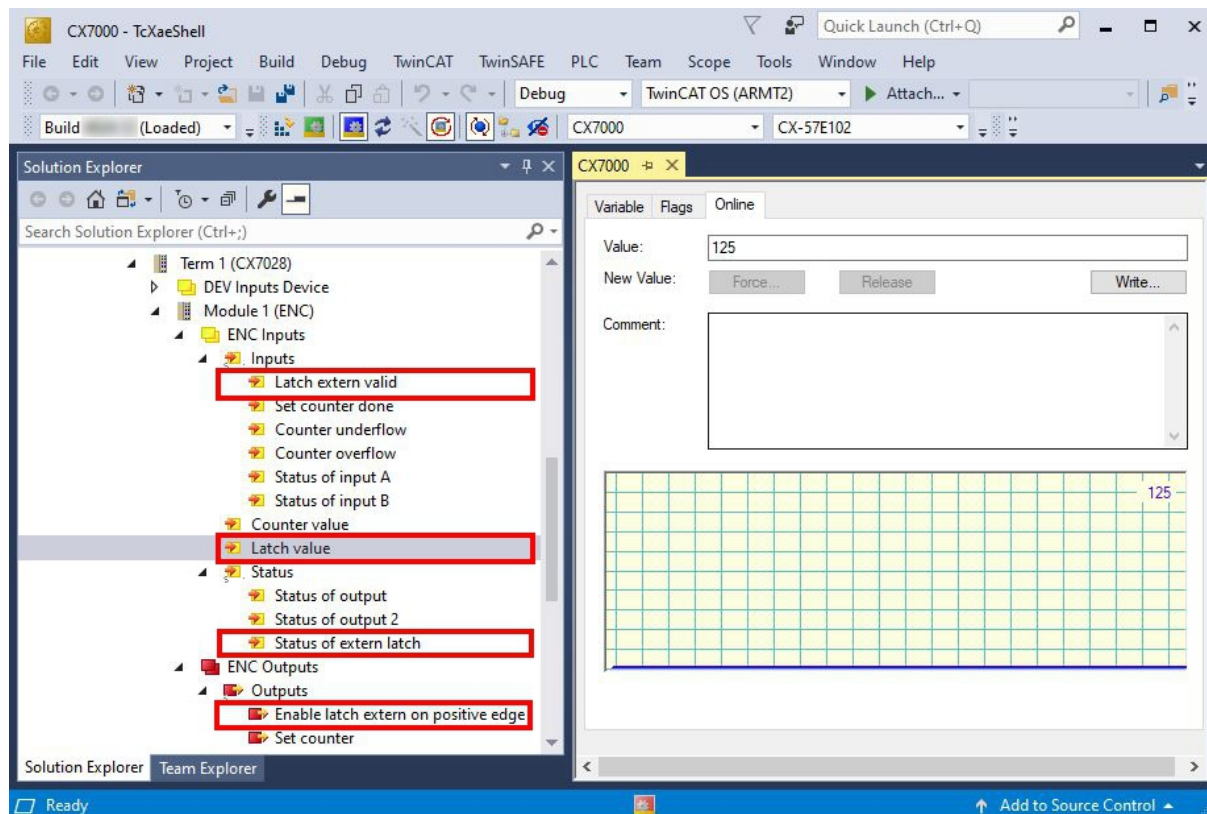 CX7000 - TcXaeShell
Quick Launch (Ctrl+Q)
File Edit View Project Build Debug TwinCAT TwinSAFE PLC Team Scope Tools Window Help
Debug TwinCAT OS (ARMT2) Attach...
Build (Loaded) CX7000 CX-57E102
Solution Explorer
Search Solution Explorer (Ctrl+;)
Term 1 (CX7028)
DEV Inputs Device
Module 1 (ENC)
ENC Inputs
Inputs
Latch extern valid
Set counter done
Counter underflow
Counter overflow
Status of input A
Status of input B
Counter value
Latch value
Status
Status of output
Status of output 2
Status of extern latch
ENC Outputs
Outputs
Enable latch extern on positive edge
Set counter
Solution Explorer Team Explorer
CX7000
Variable Flags Online
Value: 125
New Value: Force... Release Write...
Comment:
125
Ready Add to Source Control